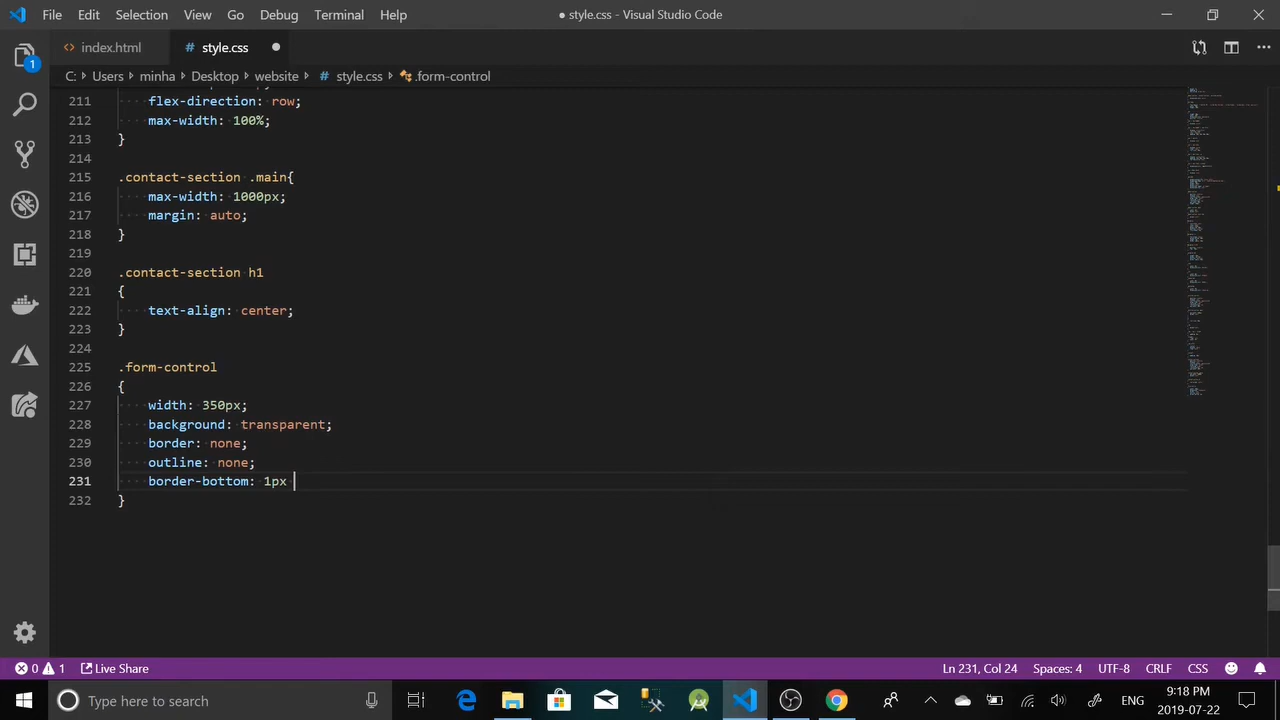 File Edit Selection View Go Debug Terminal Help
● style.css - Visual Studio Code
<> index.html
# style.css ●
C: > Users > minha > Desktop > website > # style.css > .form-control
211 flex-direction: row;
212 max-width: 100%;
213 }
214
215 .contact-section .main{
216 max-width: 1000px;
217 margin: auto;
218 }
219
220 .contact-section h1
221 {
222 text-align: center;
223 }
224
225 .form-control
226 {
227 width: 350px;
228 background: transparent;
229 border: none;
230 outline: none;
231 border-bottom: 1px
232 }
1
0 1 Live Share
Ln 231, Col 24 Spaces: 4 UTF-8 CRLF CSS
Type here to search
ENG
2019-07-22